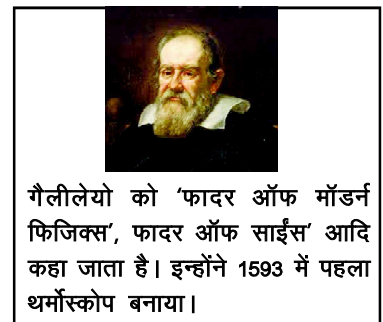 गैलीलेयो को ‘फादर ऑफ मॉडर्न
फिजिक्स’, फादर ऑफ साईंस’ आदि
कहा जाता है। इन्होंने 1593 में पहला
थर्मोस्कोप बनाया।